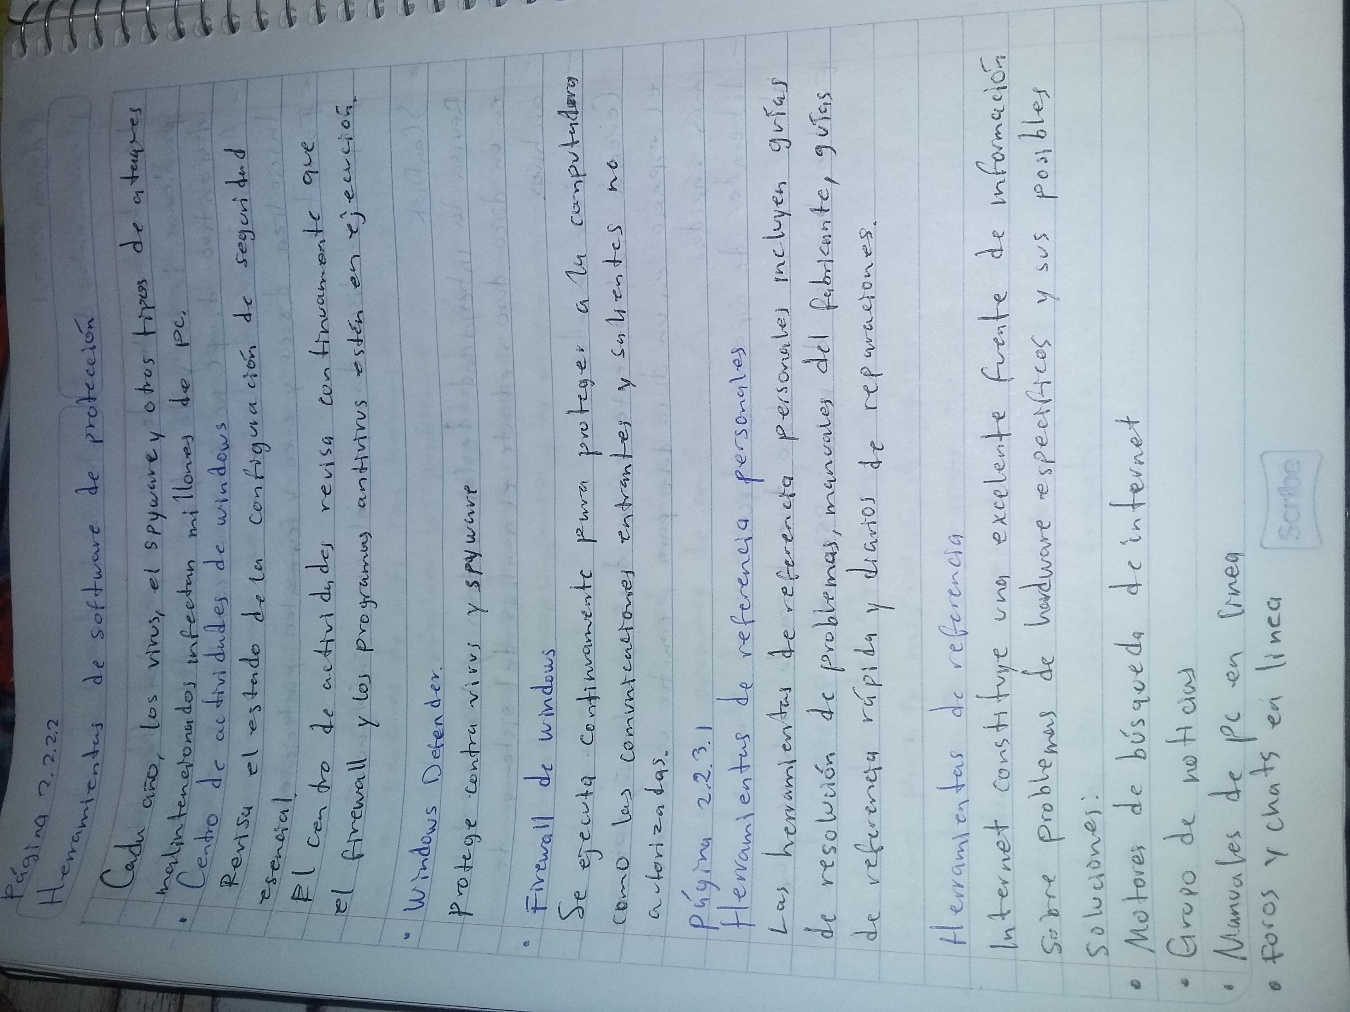 Página 2.2.2.2
Herramientas de software de protección
Cada año, los virus, el spyware y otros tipos de ataques
malintencionados infectan millones de pc.
• Centro de actividades de windows
Revisa el estado de la configuración de seguridad
esencial.
El centro de actividades revisa continuamente que
el firewall y los programas antivirus estén en ejecución.
• Windows Defender.
Protege contra virus y spyware
• Firewall de windows
Se ejecuta continuamente para proteger a la computadora
como las comunicaciones entrantes y salientes no
autorizadas.
Página 2.2.3.1
Herramientas de referencia personales
Las herramientas de referencia personales incluyen guías
de resolución de problemas, manuales del fabricante, guías
de referencia rápida y diarios de reparaciones.
Herramientas de referencia
Internet constituye una excelente fuente de información
Sobre problemas de hardware específicos y sus posibles
Soluciones:
• Motores de búsqueda de internet
• Grupo de noticias
• Manuales de pc en linea
• foros y chats en linea
Scribe